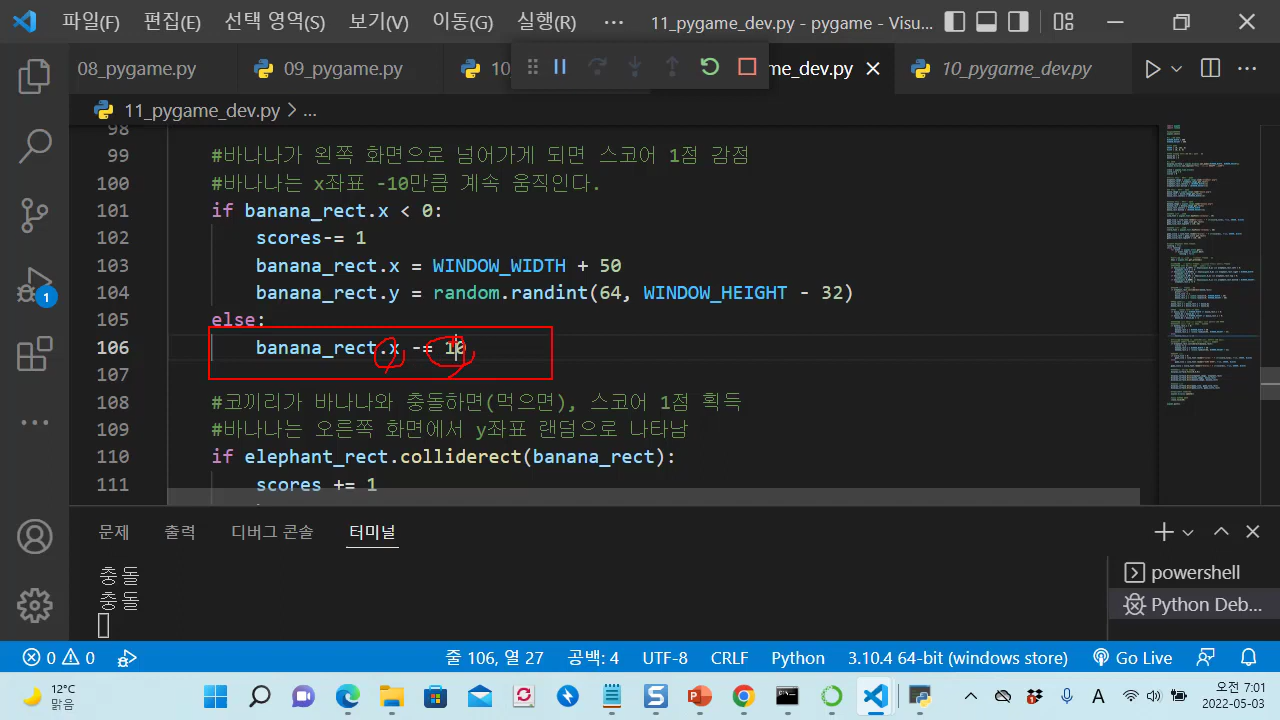 파일(F) 편집(E) 선택 영역(S) 보기(V) 이동(G) 실행(R) ··· 11_pygame_dev.py - pygame - Visu...
08_pygame.py 09_pygame.py 10 me_dev.py 10_pygame_dev.py
11_pygame_dev.py > ...
98
99 #바나나가 왼쪽 화면으로 넘어가게 되면 스코어 1점 감점
100 #바나나는 x좌표 -10만큼 계속 움직인다.
101 if banana_rect.x < 0:
102 scores-= 1
103 banana_rect.x = WINDOW_WIDTH + 50
104 banana_rect.y = random.randint(64, WINDOW_HEIGHT - 32)
105 else:
106 banana_rect.x -= 10
107
108 #코끼리가 바나나와 충돌하면(먹으면), 스코어 1점 획득
109 #바나나는 오른쪽 화면에서 y좌표 랜덤으로 나타남
110 if elephant_rect.colliderect(banana_rect):
111 scores += 1
문제 출력 디버그 콘솔 터미널
충돌
충돌
powershell
Python Deb...
1
0 0 줄 106, 열 27 공백: 4 UTF-8 CRLF Python 3.10.4 64-bit (windows store) Go Live
12°C
맑음
A
오전 7:01
2022-05-03